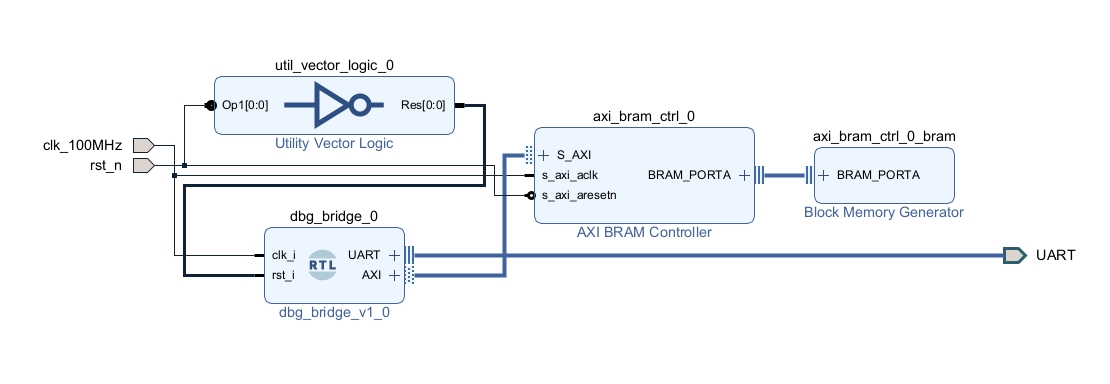 util_vector_logic_0
Op1[0:0]
Res[0:0]
Utility Vector Logic
clk_100MHz
rst_n
axi_bram_ctrl_0
S_AXI
s_axi_aclk
s_axi_aresetn
BRAM_PORTA
AXI BRAM Controller
axi_bram_ctrl_0_bram
BRAM_PORTA
Block Memory Generator
dbg_bridge_0
clk_i
rst_i
RTL
UART
AXI
dbg_bridge_v1_0
UART